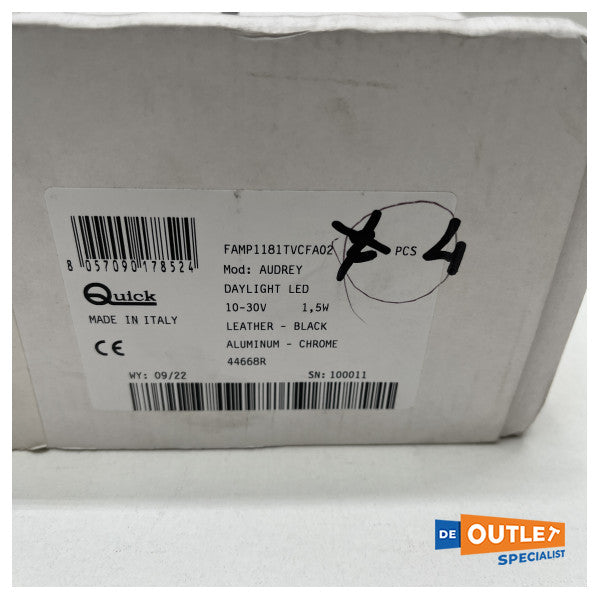 FAMP1181TVCFA02 PCS 4
8 057090 178524
Mod: AUDREY
Quick
DAYLIGHT LED
10-30V 1,5W
MADE IN ITALY
LEATHER - BLACK
CE
ALUMINUM - CHROME
44668R
WY: 09/22 SN: 100011
DE OUTLET
SPECIALIST